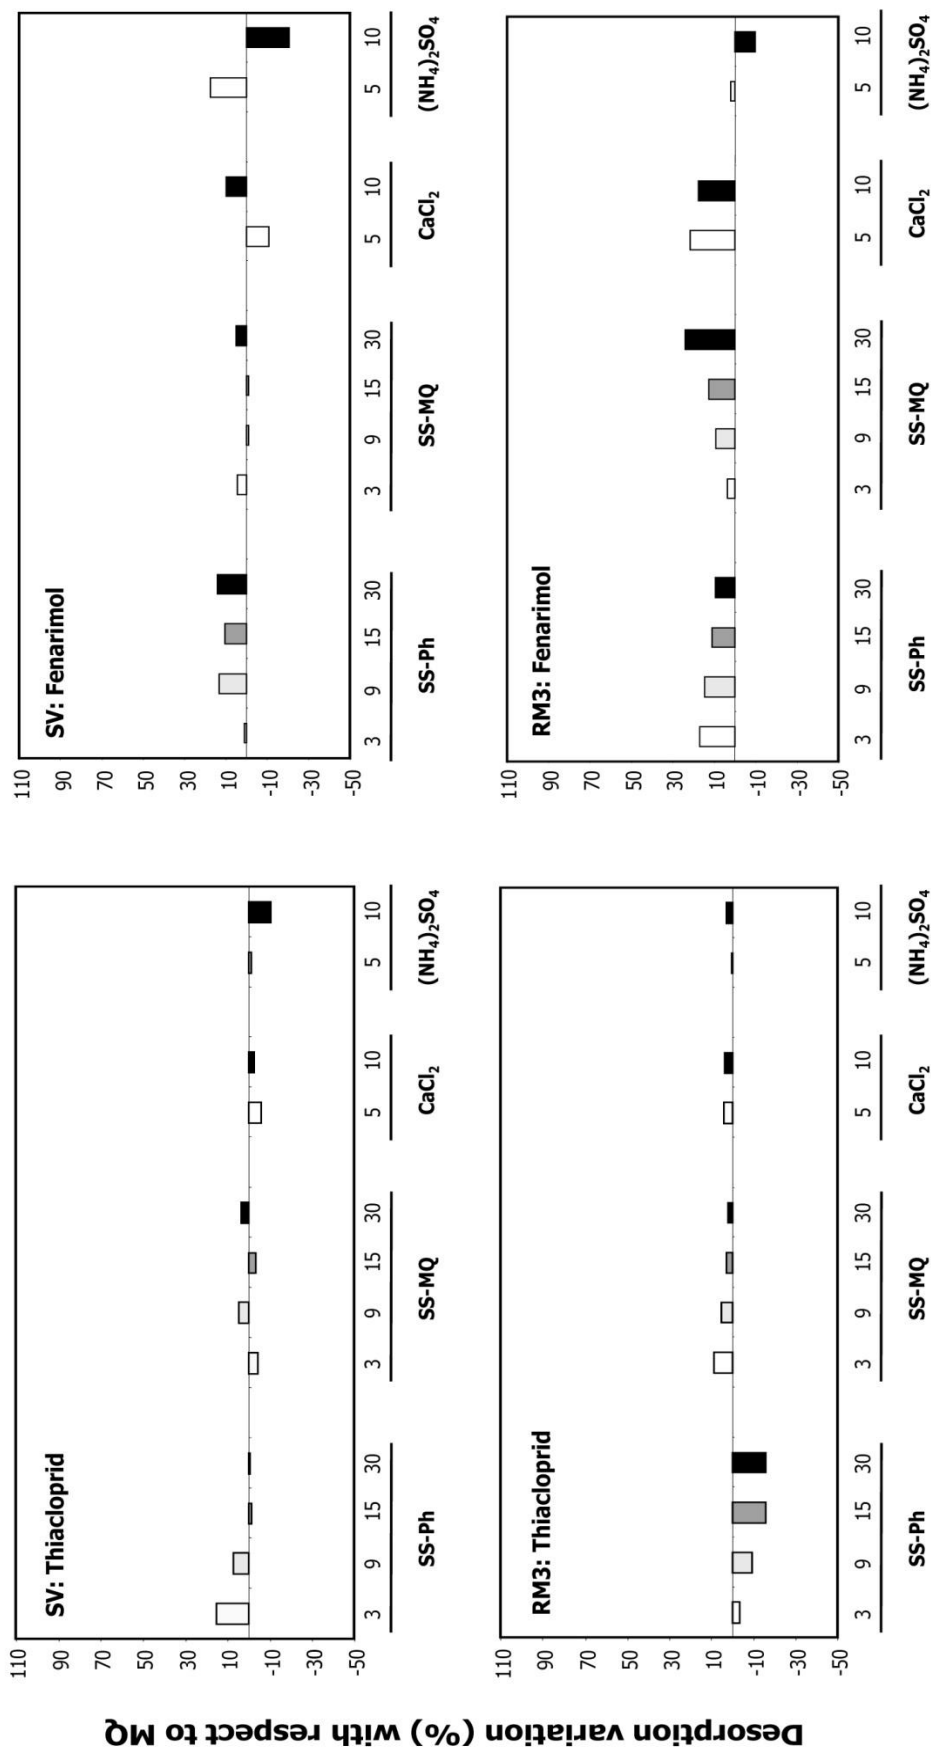 Desorption variation (%) with respect to MQ
SV: Thiacloprid
110
90
70
50
30
10
-10
-30
-50
3 9 15 30 3 9 15 30 5 10 5 10
SS-Ph SS-MQ CaCl₂ (NH₄)₂SO₄
SV: Fenarimol
110
90
70
50
30
10
-10
-30
-50
3 9 15 30 3 9 15 30 5 10 5 10
SS-Ph SS-MQ CaCl₂ (NH₄)₂SO₄
RM3: Thiacloprid
110
90
70
50
30
10
-10
-30
-50
3 9 15 30 3 9 15 30 5 10 5 10
SS-Ph SS-MQ CaCl₂ (NH₄)₂SO₄
RM3: Fenarimol
110
90
70
50
30
10
-10
-30
-50
3 9 15 30 3 9 15 30 5 10 5 10
SS-Ph SS-MQ CaCl₂ (NH₄)₂SO₄